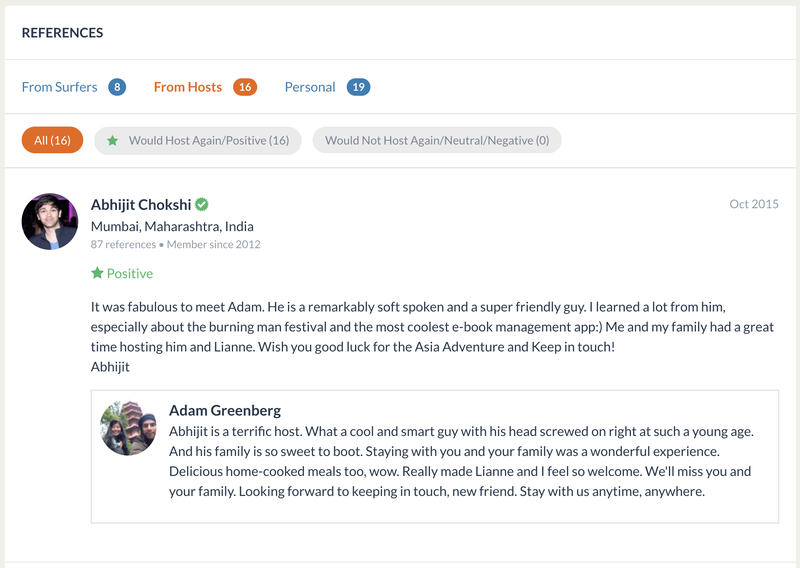 REFERENCES
From Surfers 8 From Hosts 16 Personal 19
All (16) Would Host Again/Positive (16) Would Not Host Again/Neutral/Negative (0)
Abhijit Chokshi Oct 2015
Mumbai, Maharashtra, India
87 references • Member since 2012
Positive
It was fabulous to meet Adam. He is a remarkably soft spoken and a super friendly guy. I learned a lot from him,
especially about the burning man festival and the most coolest e-book management app:) Me and my family had a great
time hosting him and Lianne. Wish you good luck for the Asia Adventure and Keep in touch!
Abhijit
Adam Greenberg
Abhijit is a terrific host. What a cool and smart guy with his head screwed on right at such a young age.
And his family is so sweet to boot. Staying with you and your family was a wonderful experience.
Delicious home-cooked meals too, wow. Really made Lianne and I feel so welcome. We'll miss you and
your family. Looking forward to keeping in touch, new friend. Stay with us anytime, anywhere.